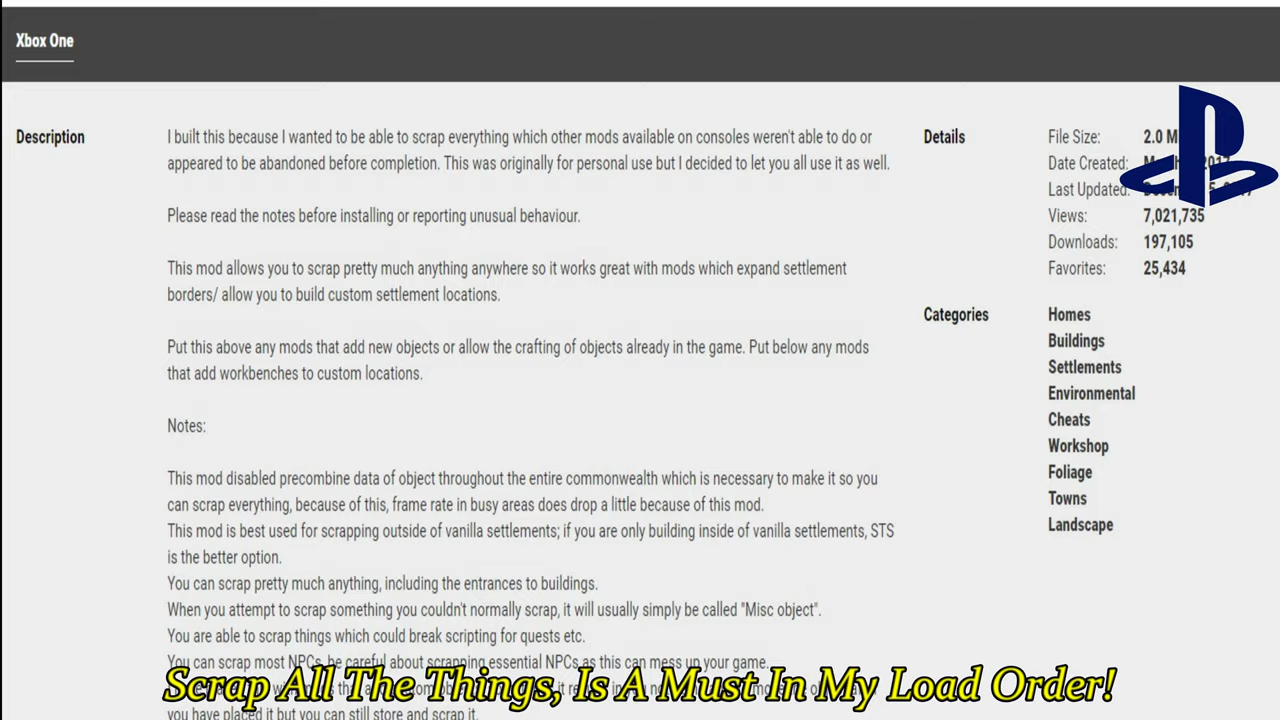 Xbox One
Description
I built this because I wanted to be able to scrap everything which other mods available on consoles weren't able to do or
appeared to be abandoned before completion. This was originally for personal use but I decided to let you all use it as well.
Please read the notes before installing or reporting unusual behaviour.
This mod allows you to scrap pretty much anything anywhere so it works great with mods which expand settlement
borders/ allow you to build custom settlement locations.
Put this above any mods that add new objects or allow the crafting of objects already in the game. Put below any mods
that add workbenches to custom locations.
Notes:
This mod disabled precombine data of object throughout the entire commonwealth which is necessary to make it so you
can scrap everything, because of this, frame rate in busy areas does drop a little because of this mod.
This mod is best used for scrapping outside of vanilla settlements; if you are only building inside of vanilla settlements, STS
is the better option.
You can scrap pretty much anything, including the entrances to buildings.
When you attempt to scrap something you couldn't normally scrap, it will usually simply be called "Misc object".
You are able to scrap things which could break scripting for quests etc.
You can scrap most NPCs, be careful about scrapping essential NPCs as this can mess up your game.
you have placed it but you can still store and scrap it.
Details
File Size: 2.0
Date Created:
Last Updated:
Views: 7,021,735
Downloads: 197,105
Favorites: 25,434
Categories
Homes
Buildings
Settlements
Environmental
Cheats
Workshop
Foliage
Towns
Landscape
Scrap All The Things, Is A Must In My Load Order!